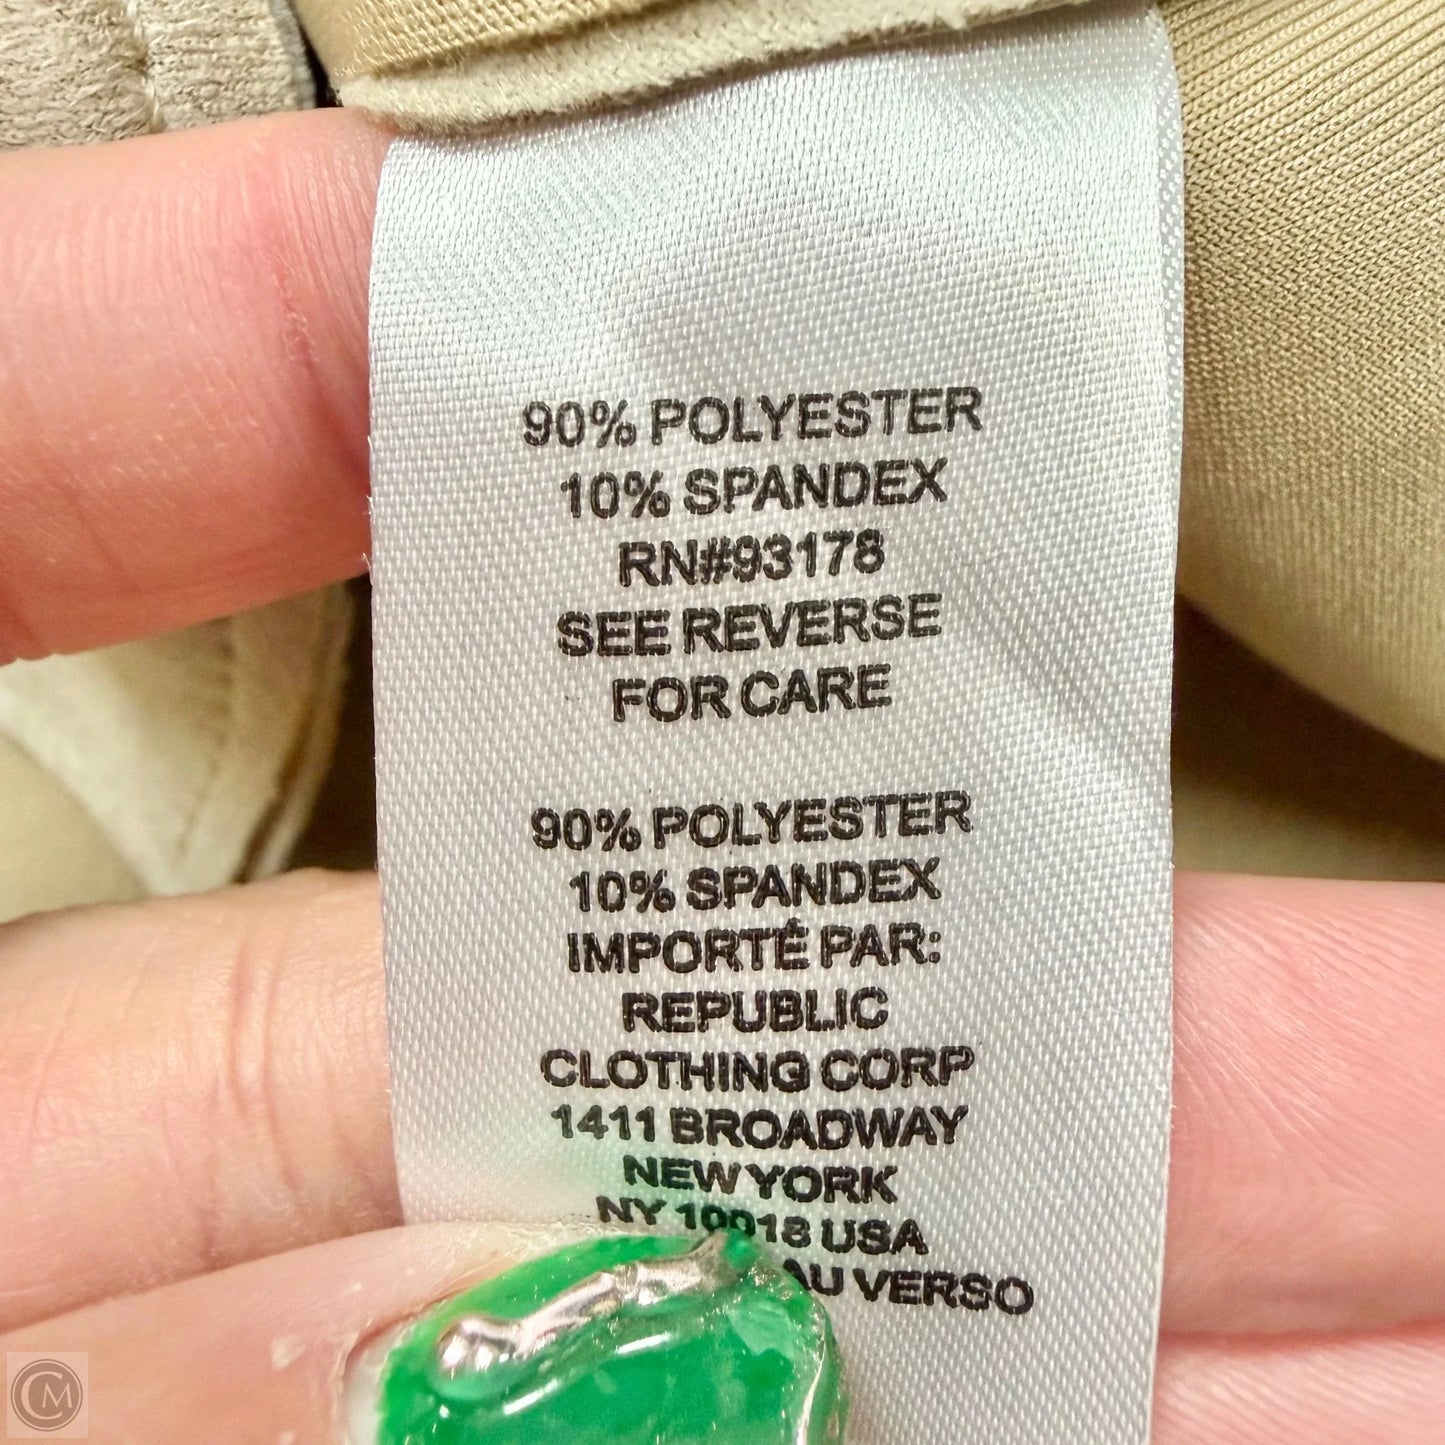 90% POLYESTER
10% SPANDEX
RN#93178
SEE REVERSE
FOR CARE
90% POLYESTER
10% SPANDEX
IMPORTÉ PAR:
REPUBLIC
CLOTHING CORP
1411 BROADWAY
NEW YORK
NY 10018 USA
AU VERSO
CM